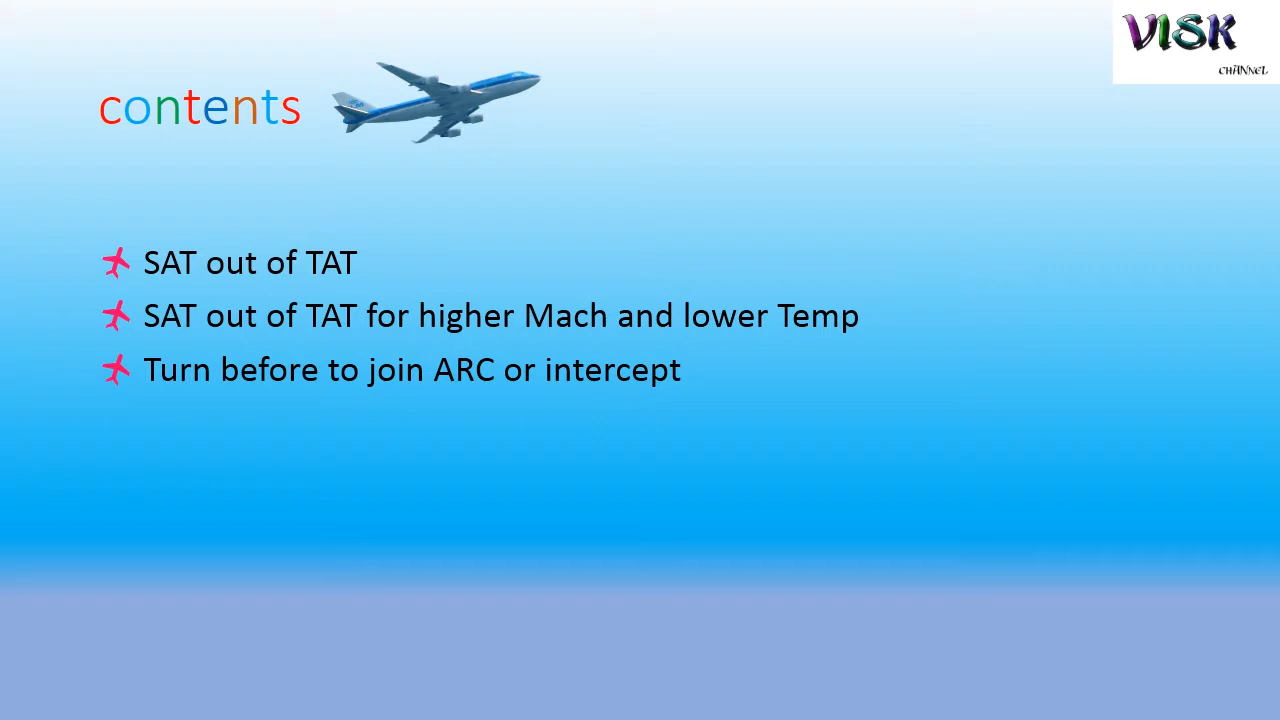 VISK
CHANNEL
contents
SAT out of TAT
SAT out of TAT for higher Mach and lower Temp
Turn before to join ARC or intercept